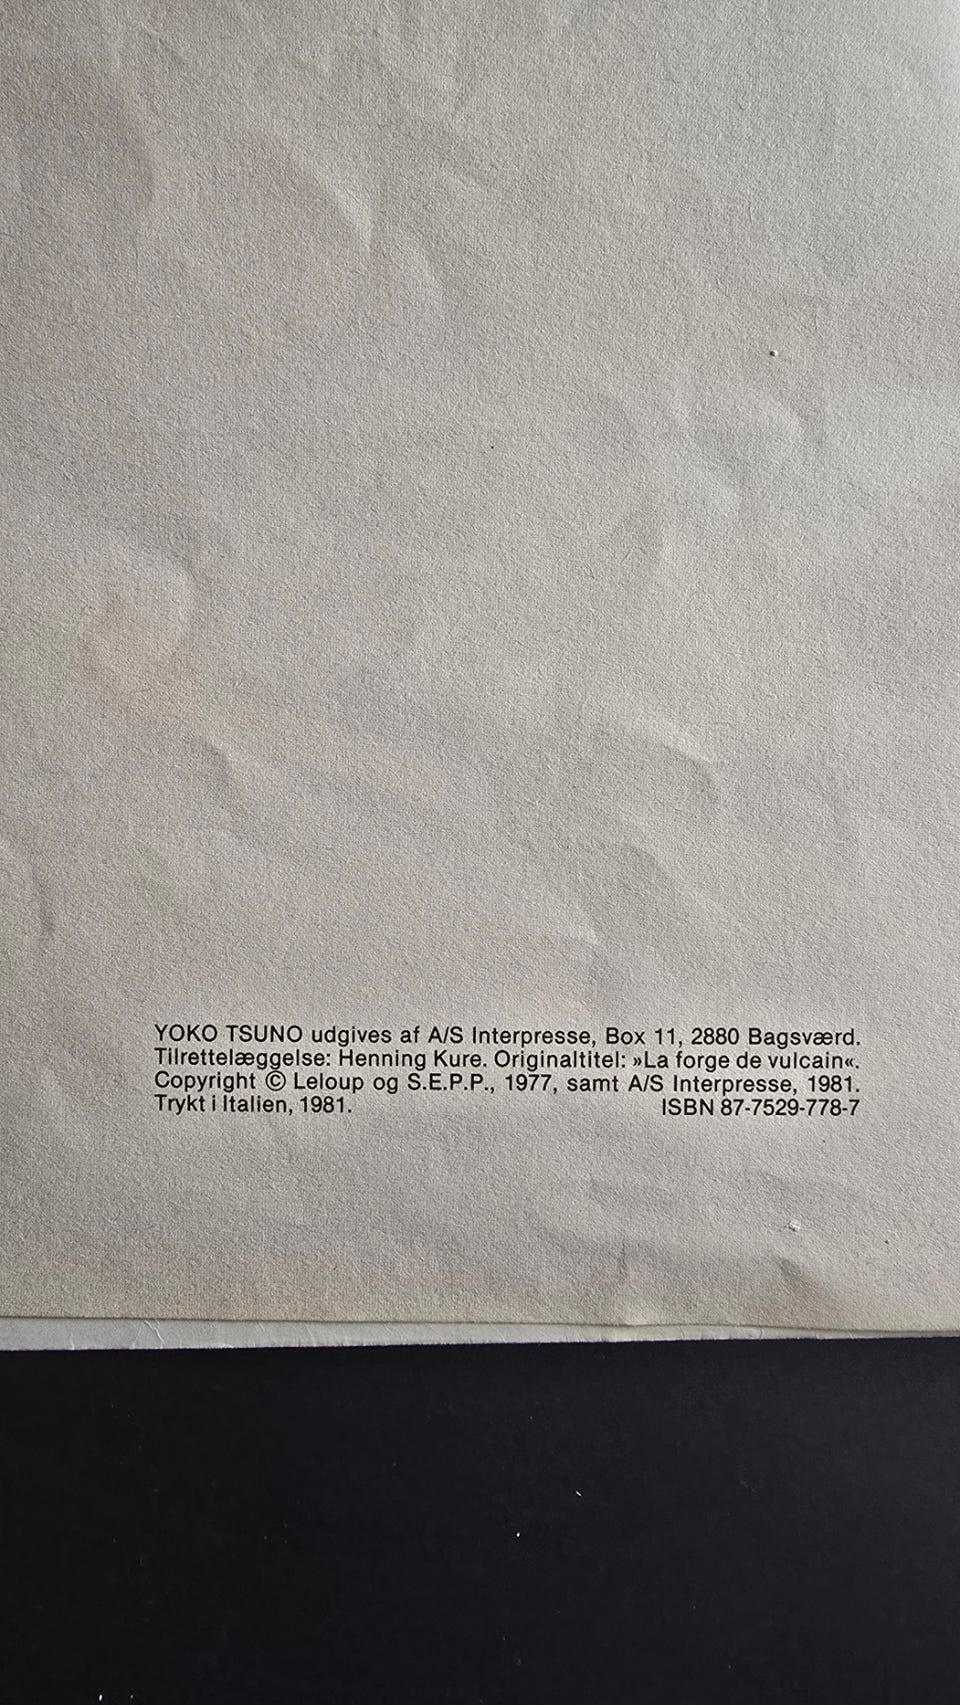 YOKO TSUNO udgives af A/S Interpresse, Box 11, 2880 Bagsværd.
Tilrettelæggelse: Henning Kure. Originaltitel: »La forge de vulcain«.
Copyright © Leloup og S.E.P.P., 1977, samt A/S Interpresse, 1981.
Trykt i Italien, 1981. ISBN 87-7529-778-7